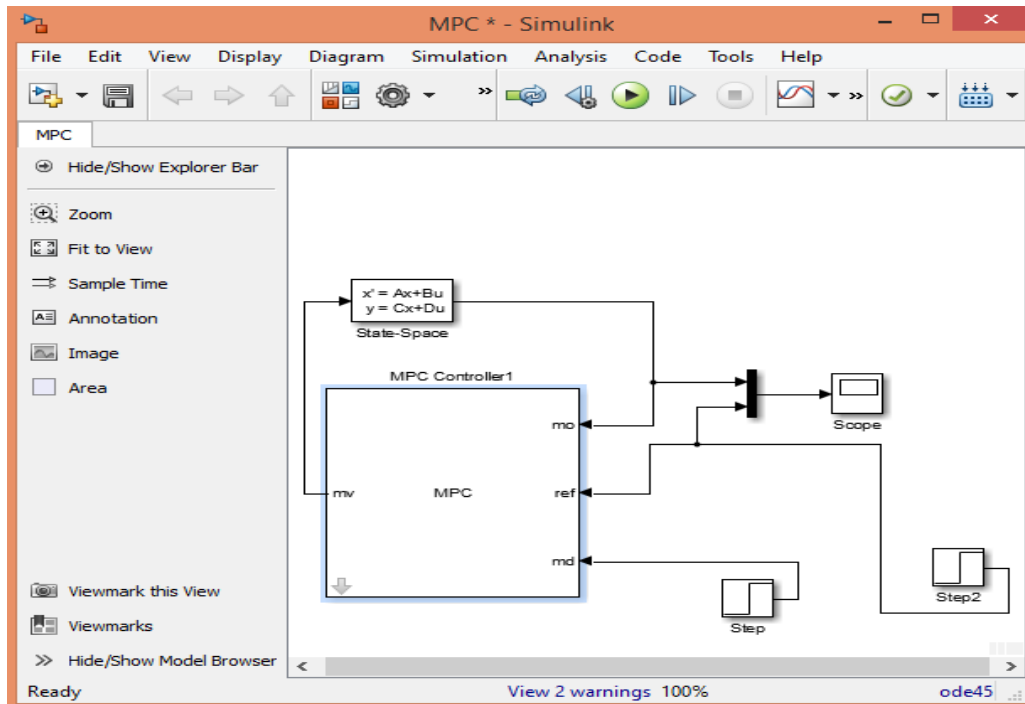 MPC * - Simulink
File Edit View Display Diagram Simulation Analysis Code Tools Help
MPC
Hide/Show Explorer Bar
Zoom
Fit to View
Sample Time
Annotation
Image
Area
x' = Ax+Bu
y = Cx+Du
State-Space
MPC Controller1
mo
mv
MPC
ref
md
Scope
Step
Step2
Viewmark this View
Viewmarks
Hide/Show Model Browser
Ready View 2 warnings 100% ode45